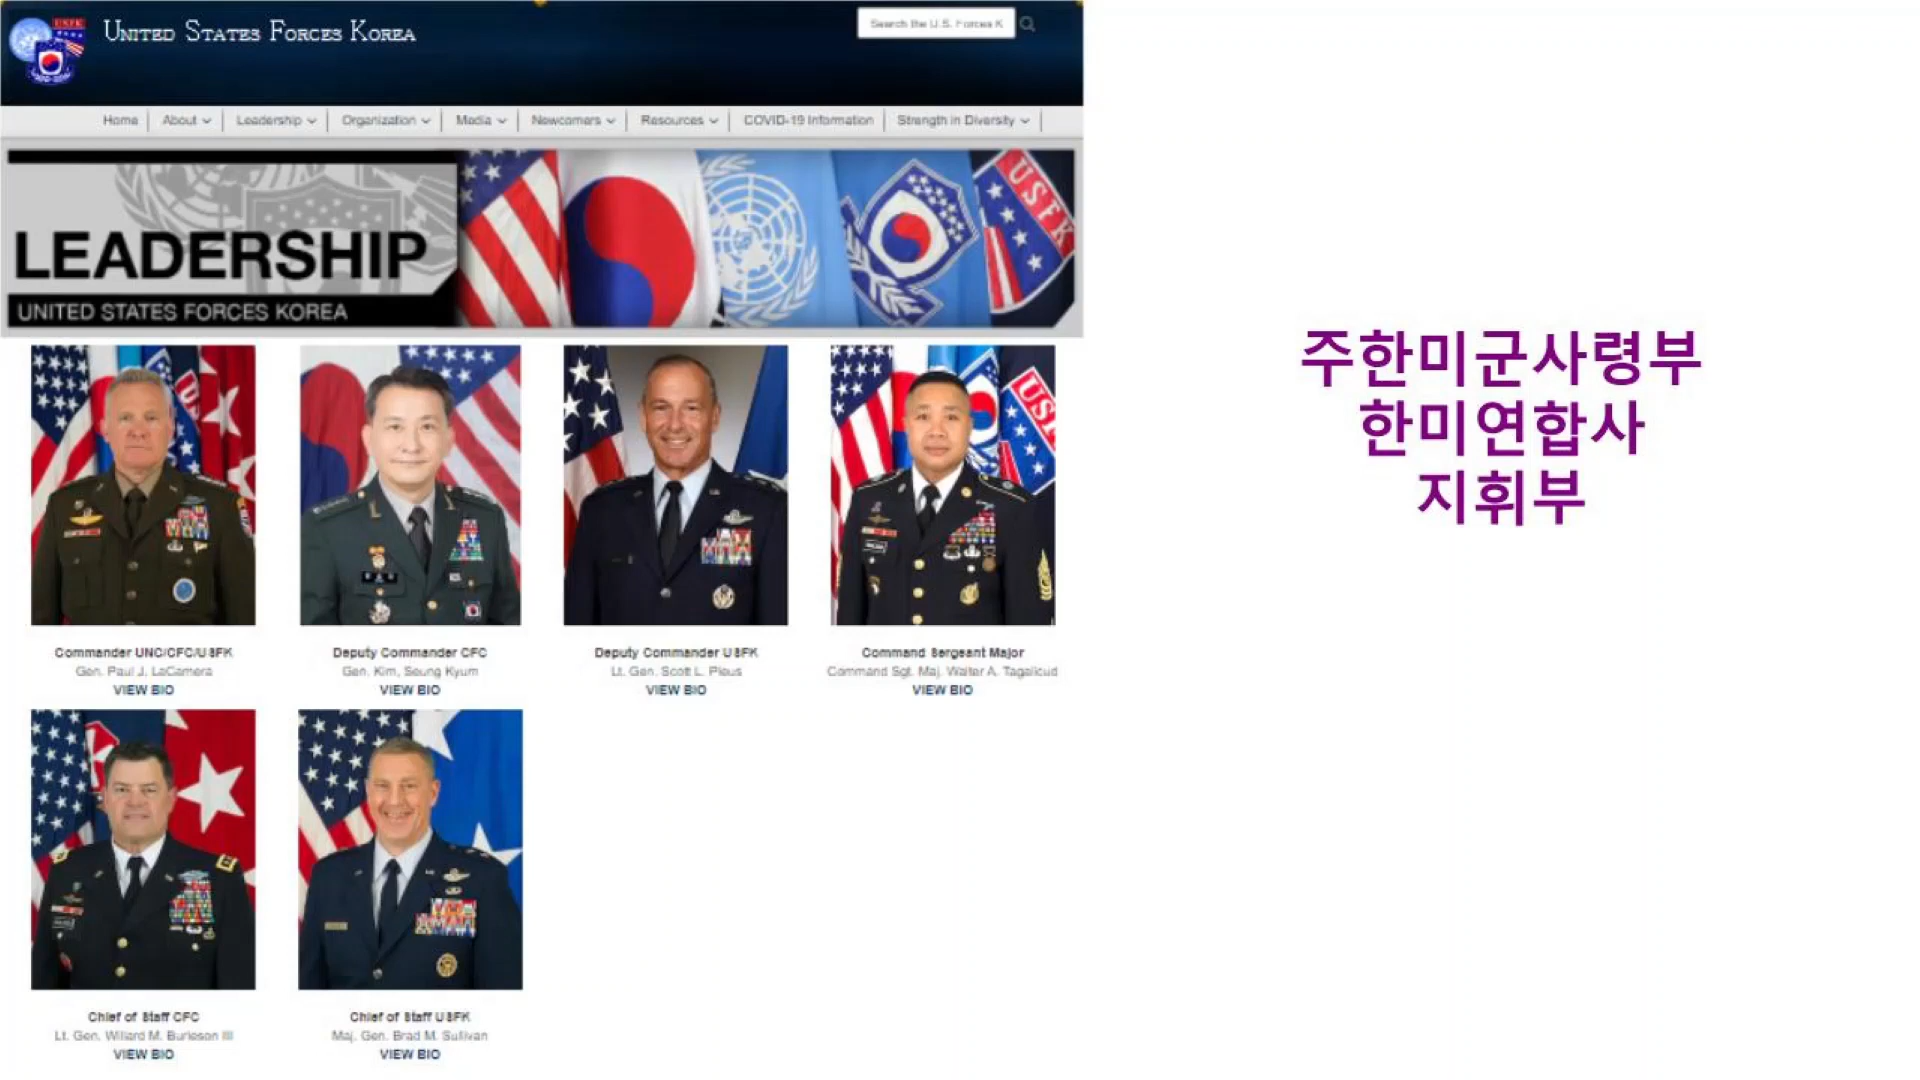 USFK
UNITED STATES FORCES KOREA
Search the U.S. Forces K
Home
About
Leadership
Organization
Media
Newcomers
Resources
COVID-19 Information
Strength in Diversity
LEADERSHIP
UNITED STATES FORCES KOREA
USFK
주한미군사령부
한미연합사
지휘부
Commander UNC/CFC/USFK
Gen. Paul J. LaCamera
VIEW BIO
Deputy Commander CFC
Gen. Kim, Seung Kyum
VIEW BIO
Deputy Commander USFK
Lt. Gen. Scott L. Pleus
VIEW BIO
Command Sergeant Major
Command Sgt. Maj. Walter A. Tagalicud
VIEW BIO
Chief of Staff CFC
Lt. Gen. Willard M. Burleson III
VIEW BIO
Chief of Staff USFK
Maj. Gen. Brad M. Sullivan
VIEW BIO